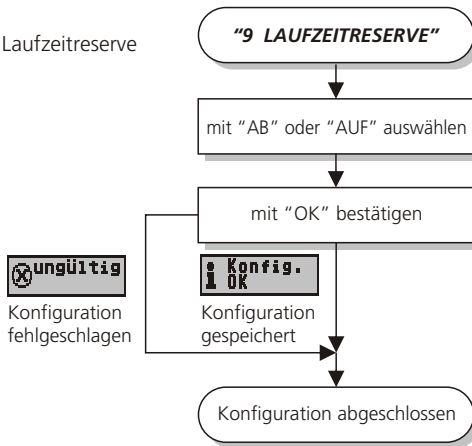 Laufzeitreserve
"9 LAUFZEITRESERVE"
mit "AB" oder "AUF" auswählen
mit "OK" bestätigen
ungültig
Konfiguration
fehlgeschlagen
i Konfig.
OK
Konfiguration
gespeichert
Konfiguration abgeschlossen